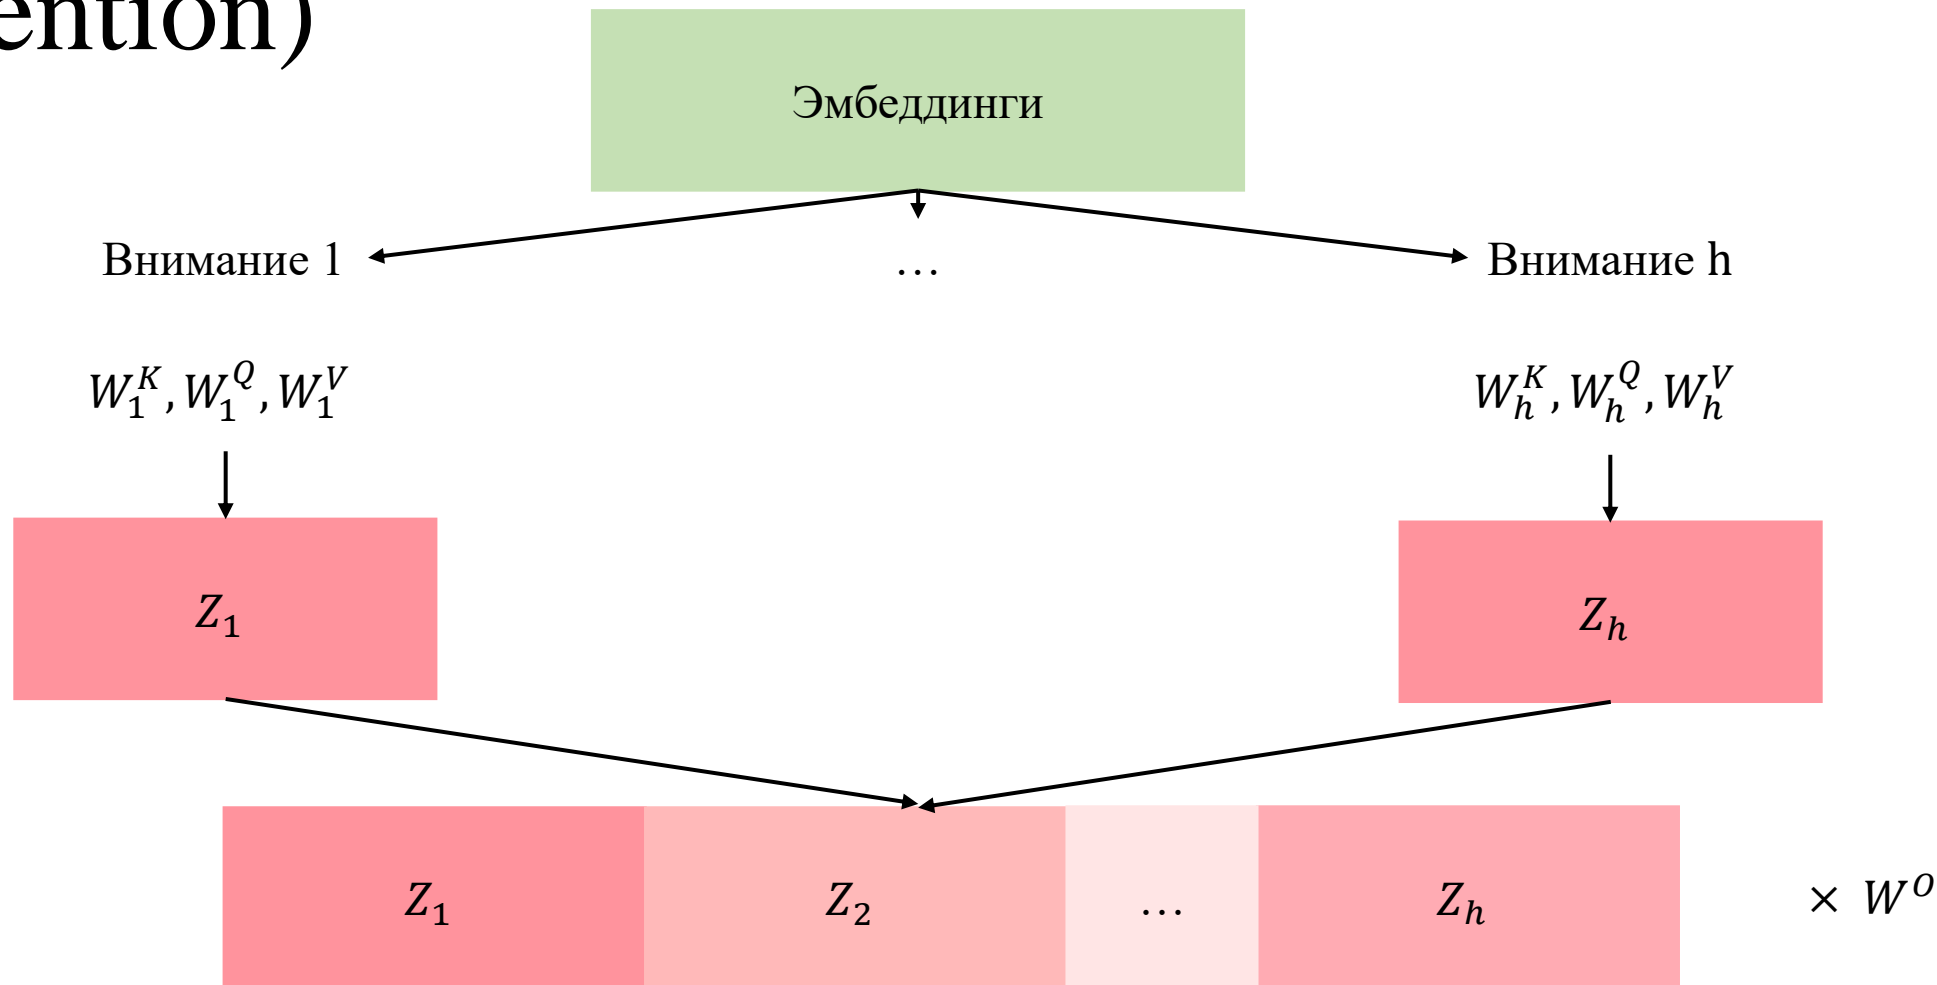 ention)
Эмбеддинги
Внимание 1 … Внимание h
$W_1^K, W_1^Q, W_1^V$ $W_h^K, W_h^Q, W_h^V$
$Z_1$ $Z_h$
$Z_1$ $Z_2$ … $Z_h$ × $W^O$